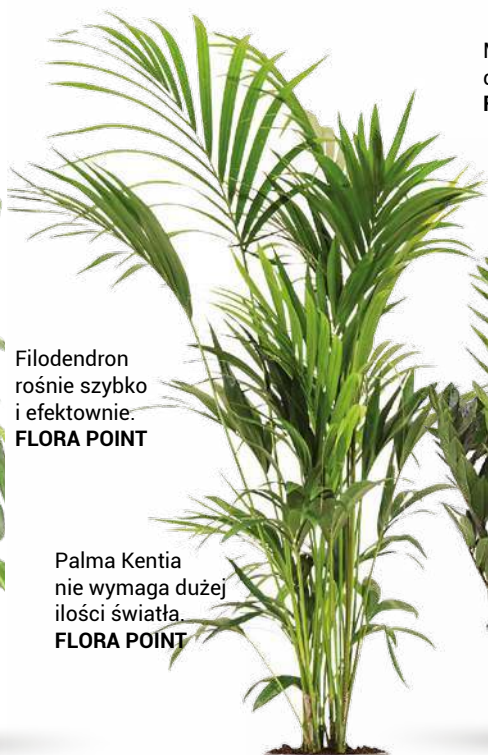 Filodendron
rośnie szybko
i efektownie.
FLORA POINT
Palma Kentia
nie wymaga dużej
ilości światła.
FLORA POINT